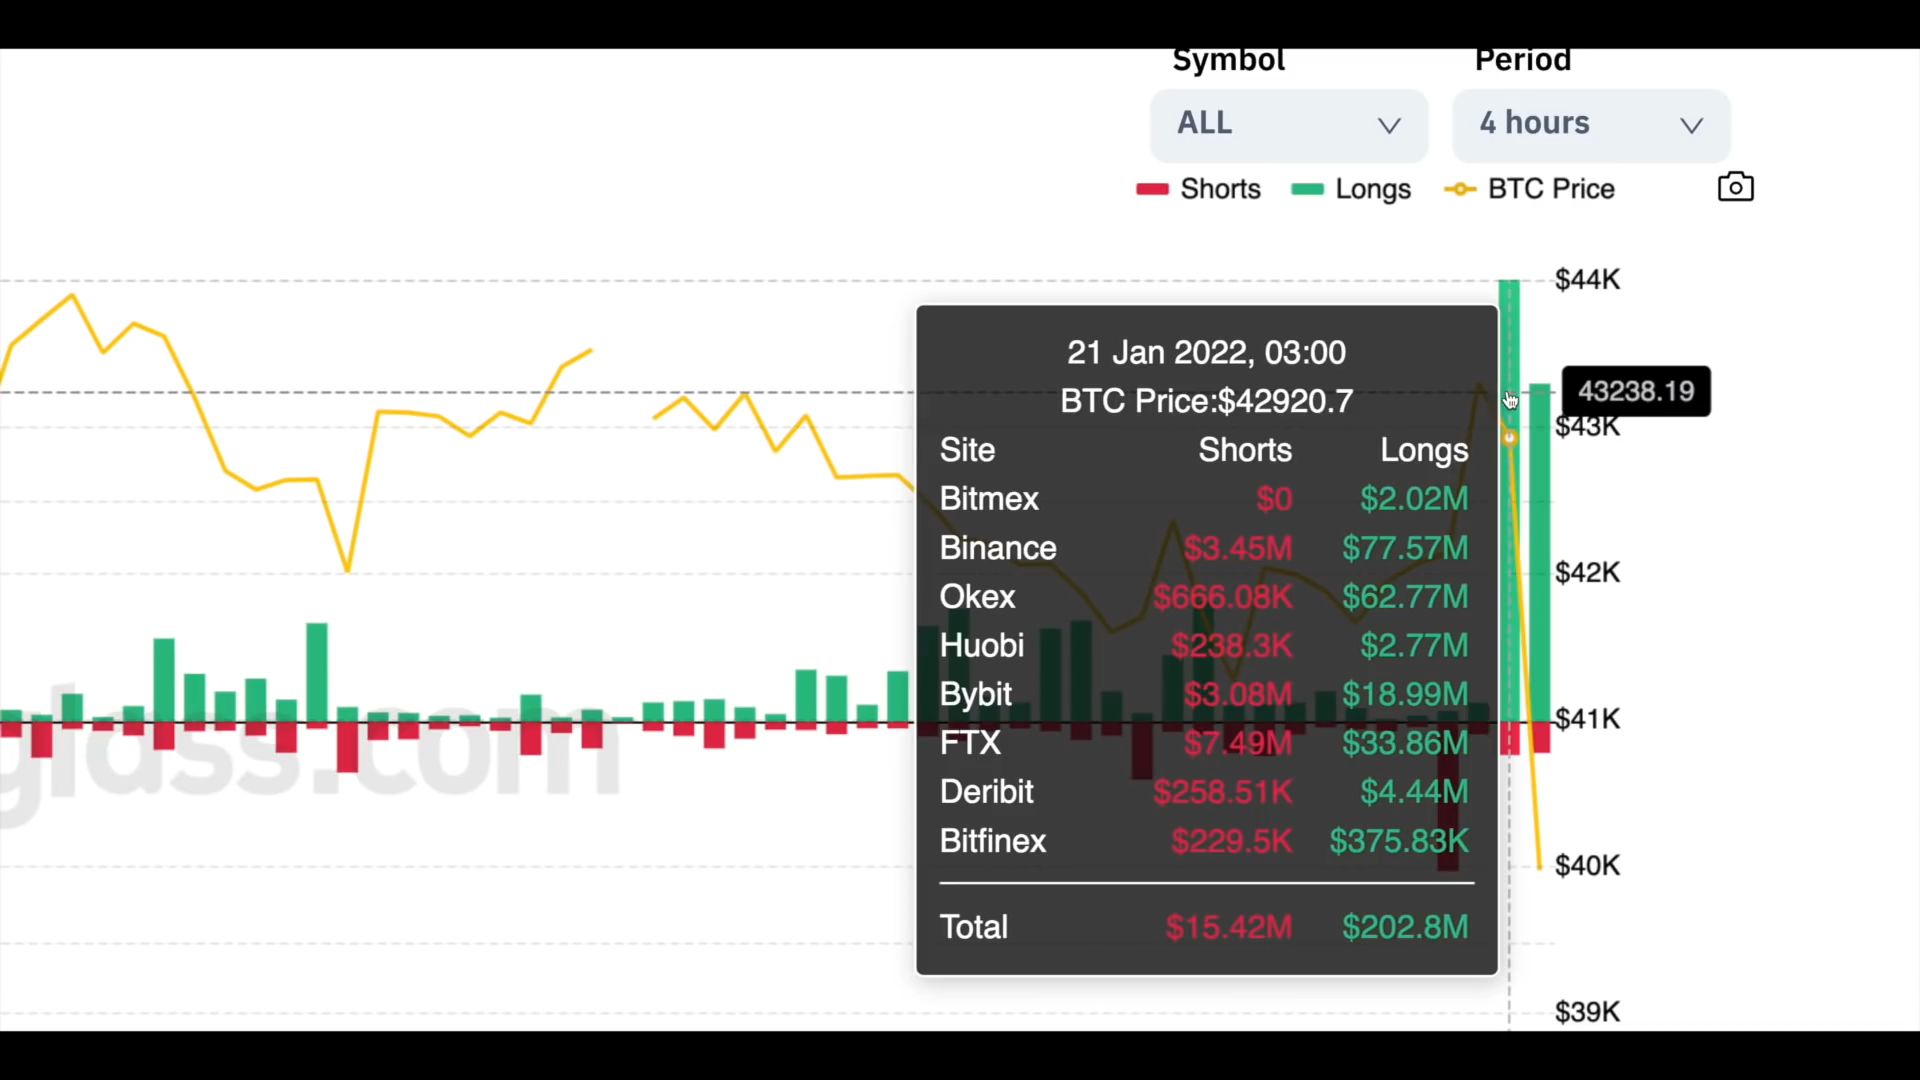 Symbol Period
ALL 4 hours
Shorts Longs BTC Price
$44K
43238.19
$43K
$42K
$41K
$40K
$39K
21 Jan 2022, 03:00
BTC Price:$42920.7
Site Shorts Longs
Bitmex $0 $2.02M
Binance $3.45M $77.57M
Okex $666.08K $62.77M
Huobi $238.3K $2.77M
Bybit $3.08M $18.99M
FTX $7.49M $33.86M
Deribit $258.51K $4.44M
Bitfinex $229.5K $375.83K
Total $15.42M $202.8M
glass.com